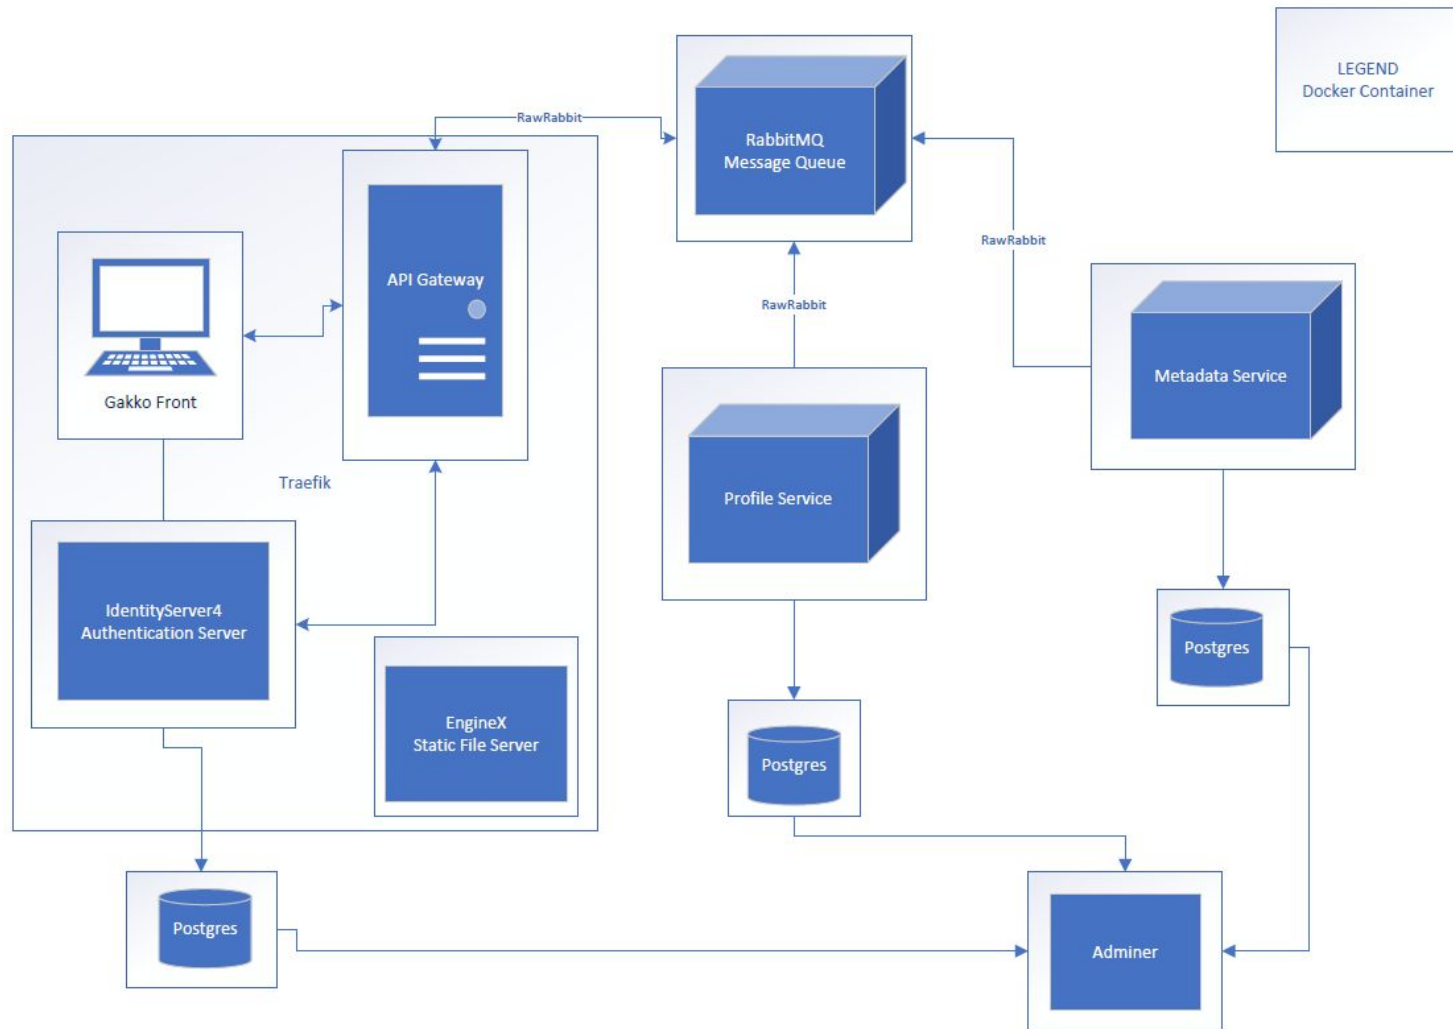 LEGEND
Docker Container
RawRabbit
RabbitMQ
Message Queue
RawRabbit
RawRabbit
API Gateway
Gakko Front
Traefik
Metadata Service
Profile Service
IdentityServer4
Authentication Server
EngineX
Static File Server
Postgres
Postgres
Postgres
Adminer